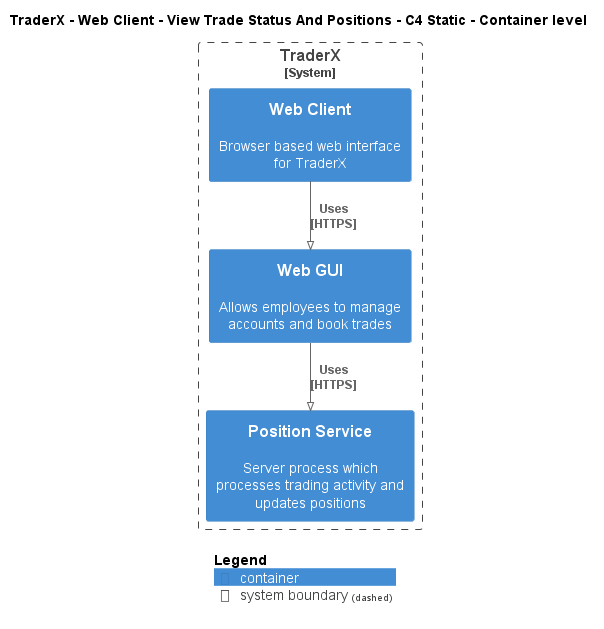 TraderX - Web Client - View Trade Status And Positions - C4 Static - Container level
TraderX
[System]
Web Client
Browser based web interface
for TraderX
Uses
[HTTPS]
Web GUI
Allows employees to manage
accounts and book trades
Uses
[HTTPS]
Position Service
Server process which
processes trading activity and
updates positions
Legend
container
system boundary (dashed)